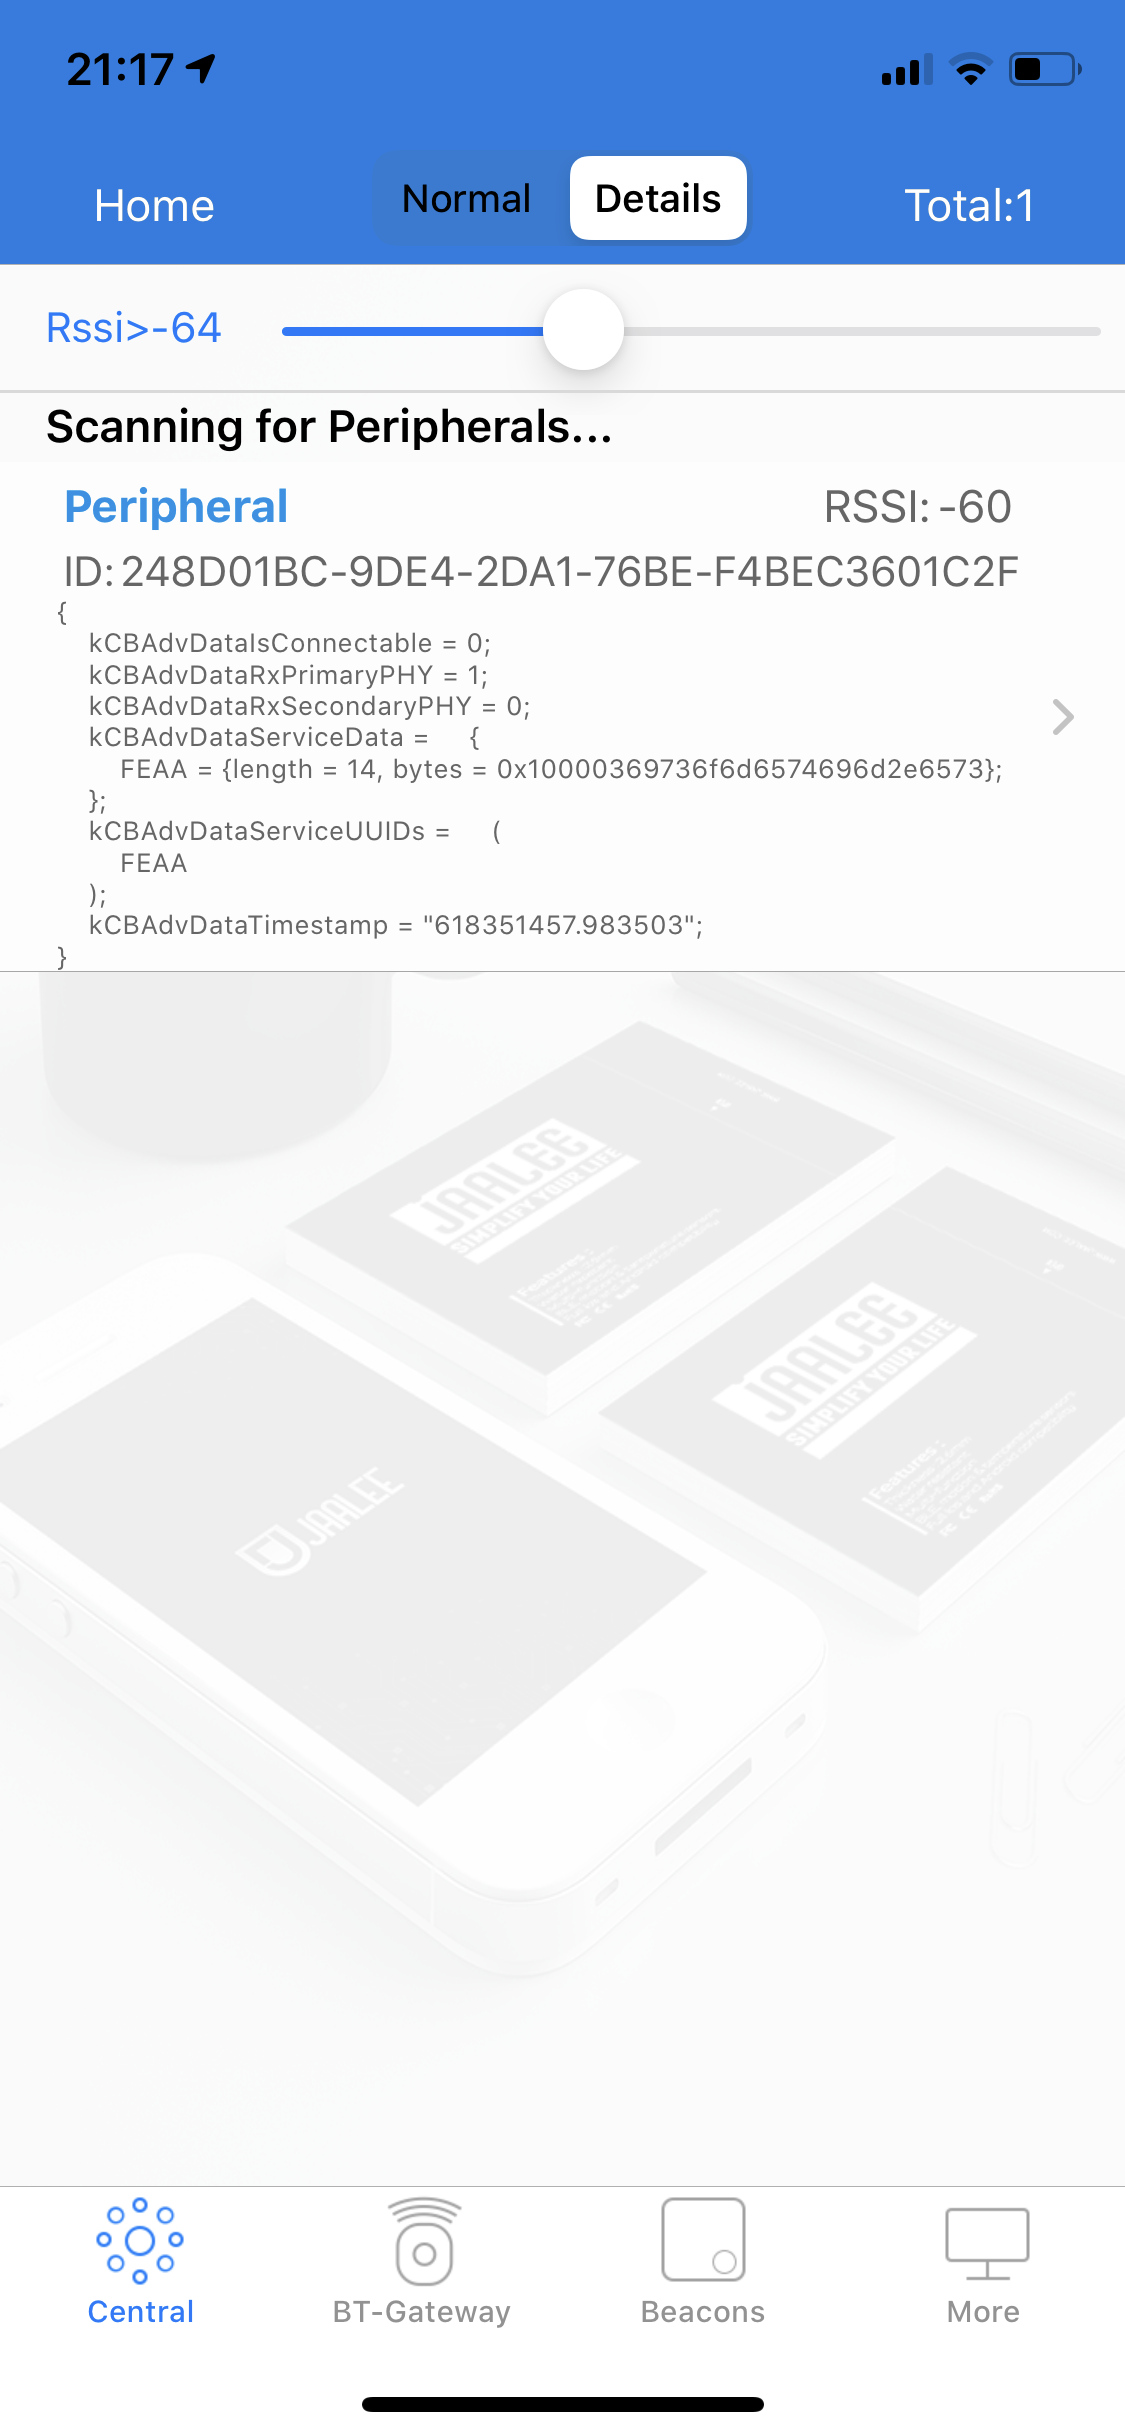 21:17
Home
Normal
Details
Total:1
Rssi>-64
Scanning for Peripherals...
Peripheral
RSSI: -60
ID: 248D01BC-9DE4-2DA1-76BE-F4BEC3601C2F
{
kCBAdvDataIsConnectable = 0;
kCBAdvDataRxPrimaryPHY = 1;
kCBAdvDataRxSecondaryPHY = 0;
kCBAdvDataServiceData = {
FEAA = {length = 14, bytes = 0x10000369736f6d6574696d2e6573};
};
kCBAdvDataServiceUUIDs = (
FEAA
);
kCBAdvDataTimestamp = "618351457.983503";
}
JAALEE
SIMPLIFY YOUR LIFE
Features:
JAALEE
SIMPLIFY YOUR LIFE
Features:
JAALEE
Central
BT-Gateway
Beacons
More